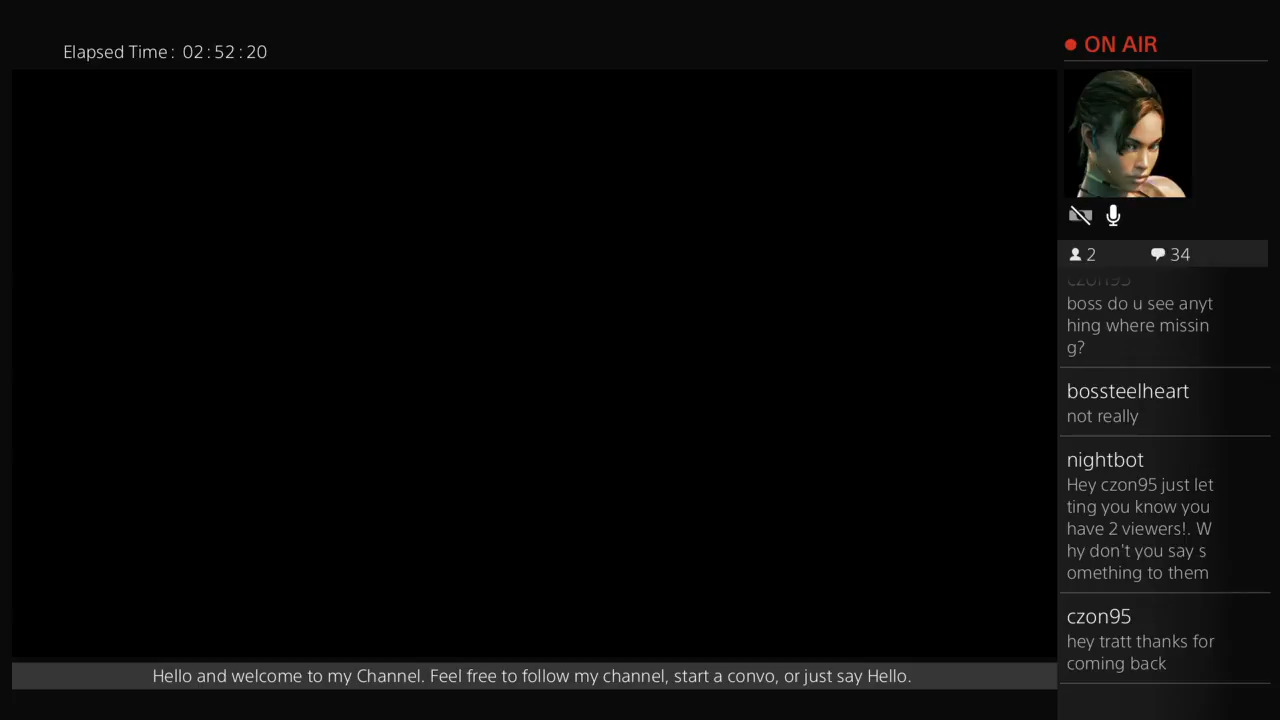 Elapsed Time: 02:52:20
ON AIR
2
34
czon95
boss do u see anyt
hing where missin
g?
bossteelheart
not really
nightbot
Hey czon95 just let
ting you know you
have 2 viewers!. W
hy don't you say s
omething to them
czon95
hey tratt thanks for
coming back
Hello and welcome to my Channel. Feel free to follow my channel, start a convo, or just say Hello.